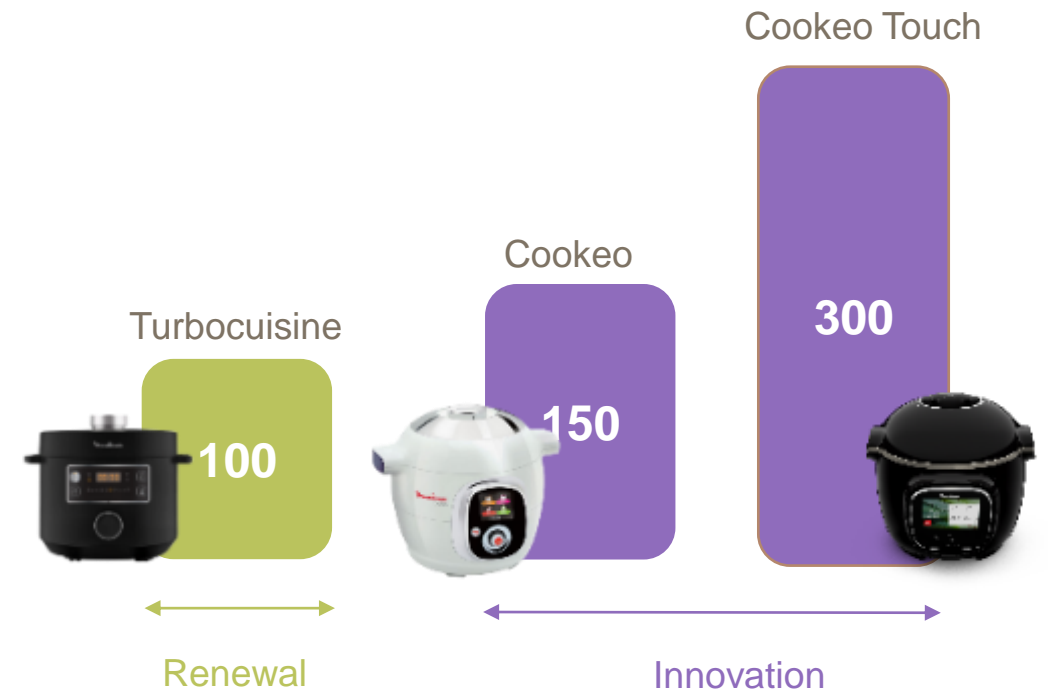 Cookeo Touch
Cookeo
Turbocuisine
300
150
100
Renewal
Innovation